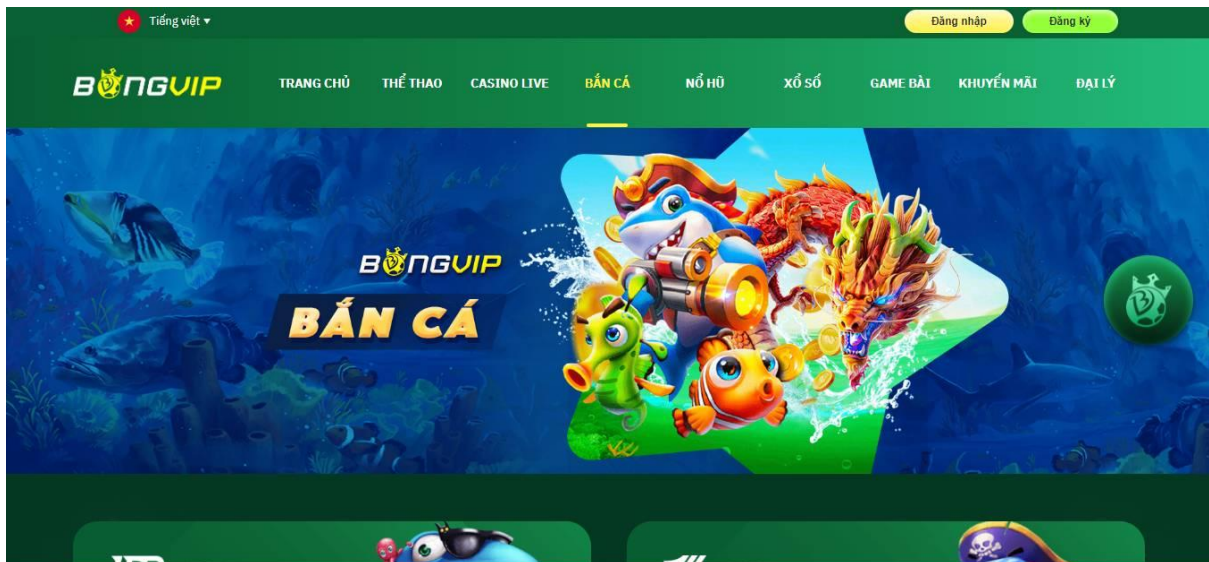 Tiếng việt
Đăng nhập
Đăng ký
BONGVIP
TRANG CHỦ THỂ THAO CASINO LIVE BẮN CÁ NỔ HŨ XỔ SỐ GAME BÀI KHUYẾN MÃI ĐẠI LÝ
BONGVIP
BẮN CÁ